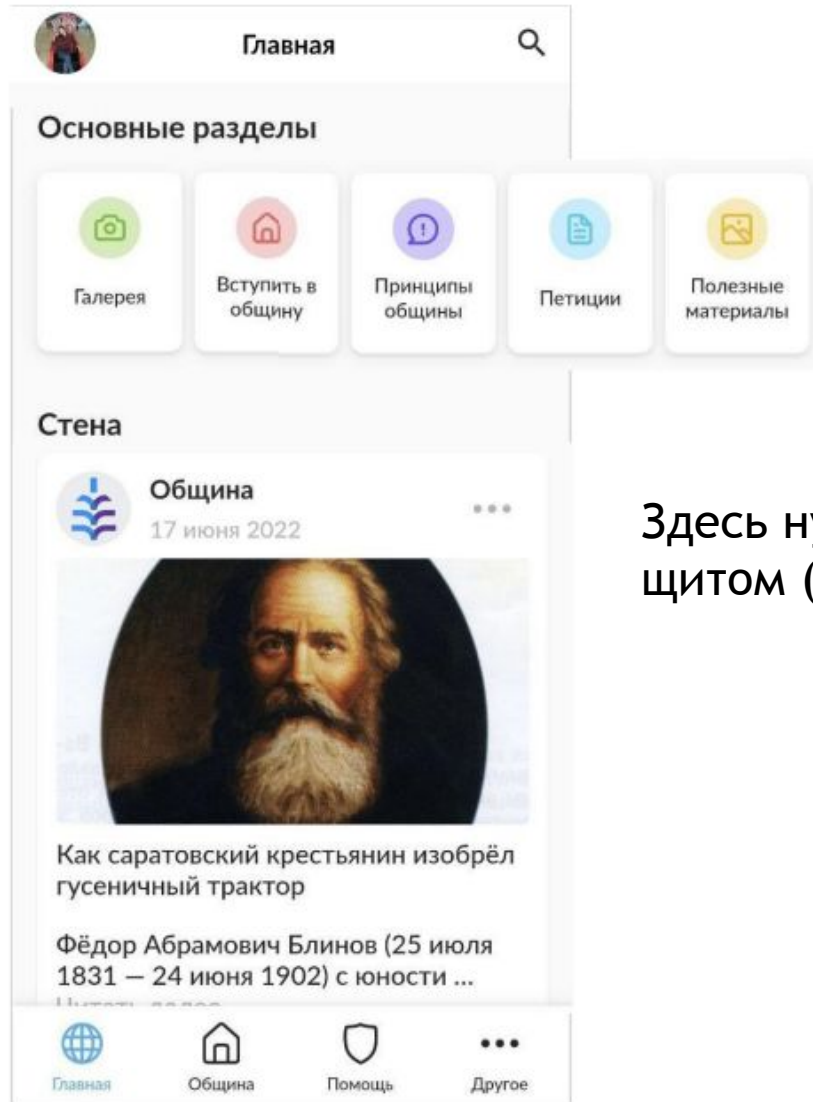 Главная
Основные разделы
Галерея
Вступить в
общину
Принципы
общины
Петиции
Полезные
материалы
Стена
Община
17 июня 2022
Здесь
щитом (
Как саратовский крестьянин изобрёл
гусеничный трактор
Фёдор Абрамович Блинов (25 июля
1831 — 24 июня 1902) с юности ...
Главная
Община
Помощь
Другое